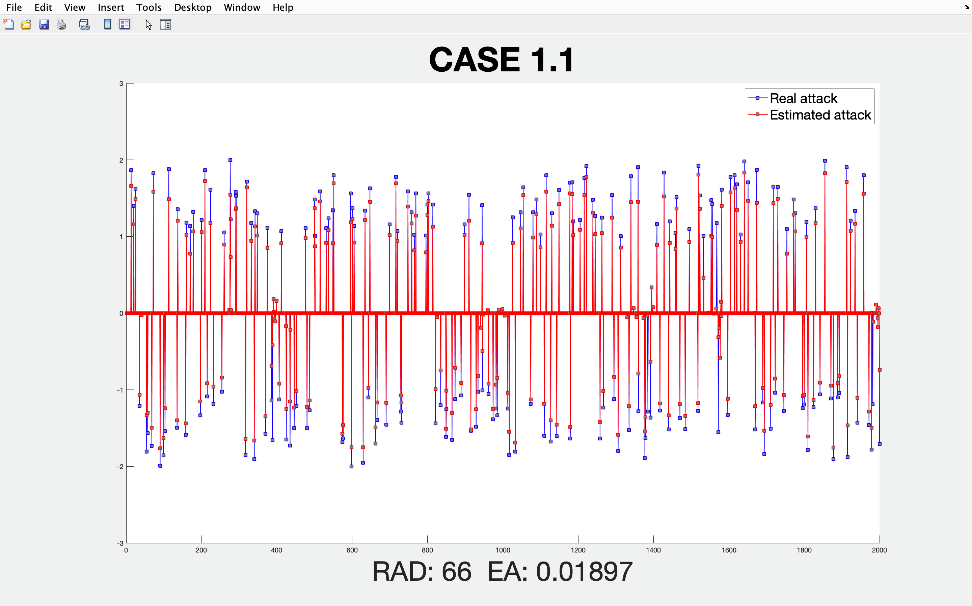 File Edit View Insert Tools Desktop Window Help
CASE 1.1
Real attack
Estimated attack
3
2
1
0
-1
-2
-3
0 200 400 600 800 1000 1200 1400 1600 1800 2000
RAD: 66 EA: 0.01897